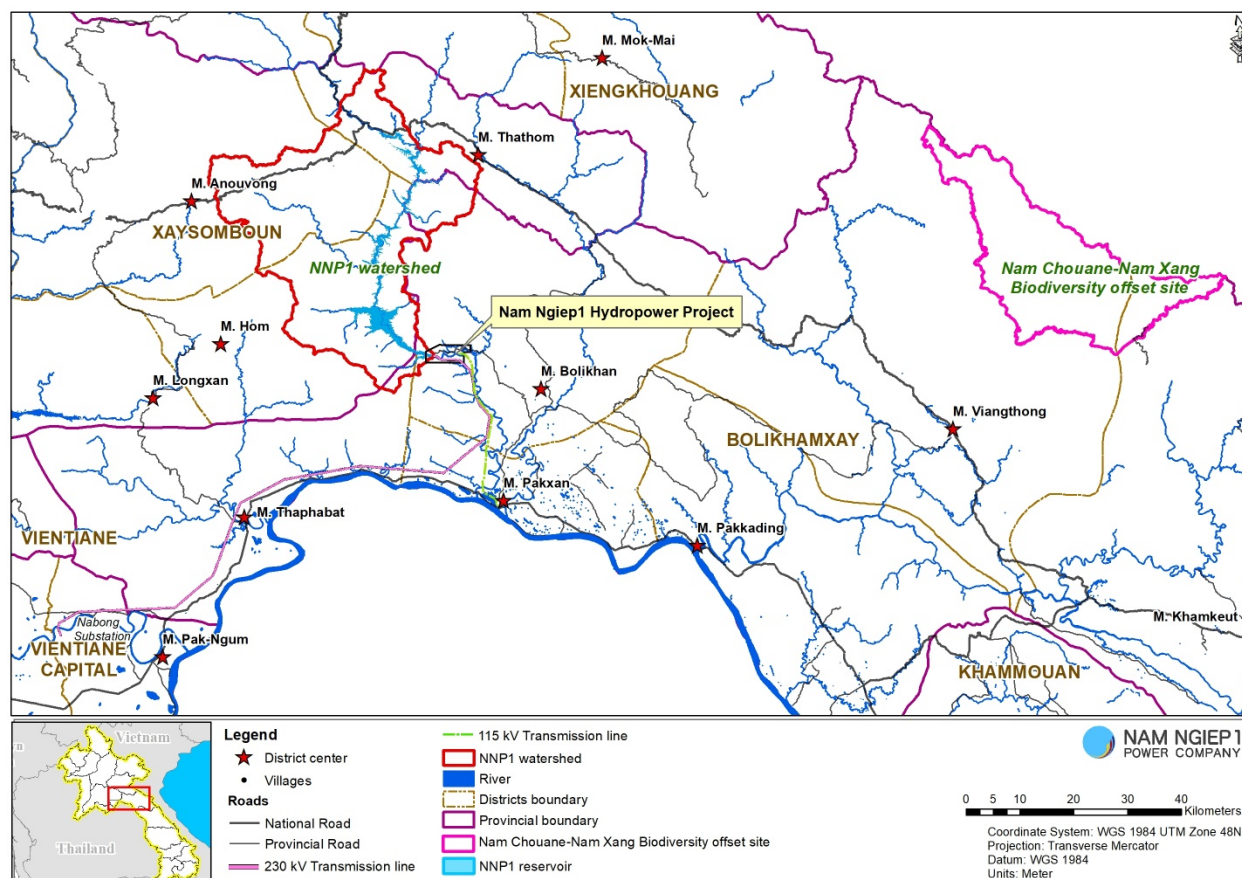 N
M. Mok-Mai
XIENGKHOUANG
M. Thathom
M. Anouvong
XAYSOMBOUN
NNP1 watershed
Nam Chouane-Nam Xang
Biodiversity offset site
Nam Ngiep1 Hydropower Project
M. Hom
M. Longxan
M. Bolikhan
M. Viangthong
BOLIKHAMXAY
M. Pakxan
M. Thaphabat
VIENTIANE
M. Pakkading
Nabong
Substation
M. Khamkeut
VIENTIANE
CAPITAL
M. Pak-Ngum
KHAMMOUAN
Vietnam
Thailand
Legend
District center
Villages
Roads
National Road
Provincial Road
230 kV Transmission line
115 kV Transmission line
NNP1 watershed
River
Districts boundary
Provincial boundary
Nam Chouane-Nam Xang Biodiversity offset site
NNP1 reservoir
NAM NGIEP1
POWER COMPANY
0 5 10 20 30 40
Kilometers
Coordinate System: WGS 1984 UTM Zone 48N
Projection: Transverse Mercator
Datum: WGS 1984
Units: Meter